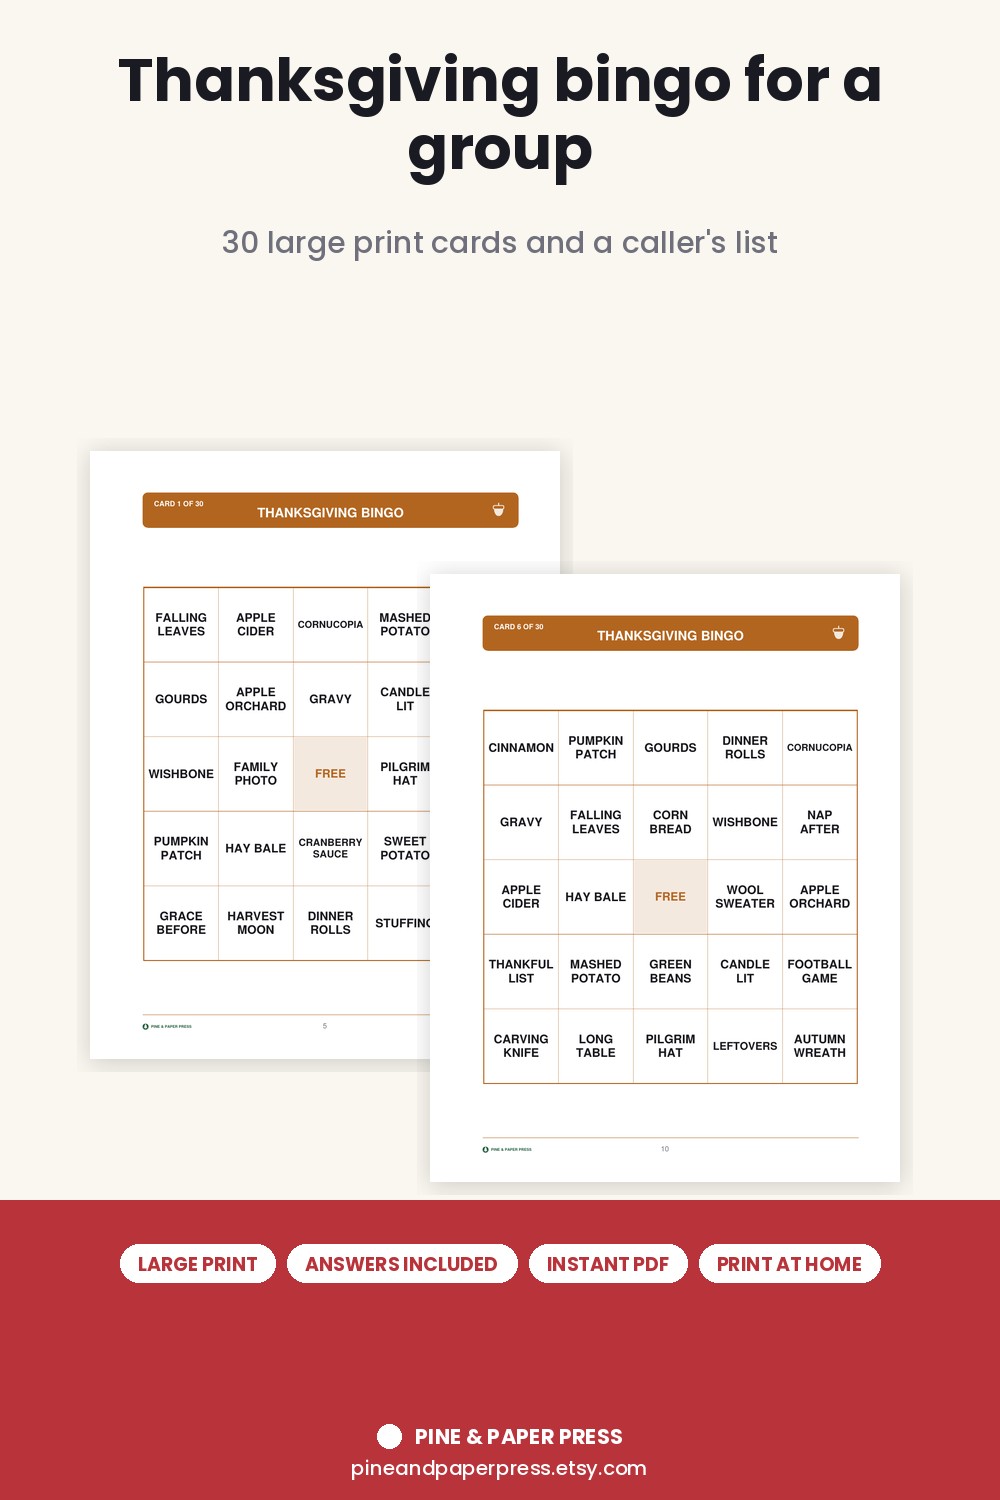 Thanksgiving bingo for a
group
30 large print cards and a caller's list
CARD 1 OF 30
THANKSGIVING BINGO
FALLING LEAVES
APPLE CIDER
CORNUCOPIA
MASHED POTATO
GOURDS
APPLE ORCHARD
GRAVY
CANDLE LIT
WISHBONE
FAMILY PHOTO
FREE
PILGRIM HAT
PUMPKIN PATCH
HAY BALE
CRANBERRY SAUCE
SWEET POTATO
GRACE BEFORE
HARVEST MOON
DINNER ROLLS
STUFFING
PINE & PAPER PRESS
5
CARD 6 OF 30
THANKSGIVING BINGO
CINNAMON
PUMPKIN PATCH
GOURDS
DINNER ROLLS
CORNUCOPIA
GRAVY
FALLING LEAVES
CORN BREAD
WISHBONE
NAP AFTER
APPLE CIDER
HAY BALE
FREE
WOOL SWEATER
APPLE ORCHARD
THANKFUL LIST
MASHED POTATO
GREEN BEANS
CANDLE LIT
FOOTBALL GAME
CARVING KNIFE
LONG TABLE
PILGRIM HAT
LEFTOVERS
AUTUMN WREATH
PINE & PAPER PRESS
10
LARGE PRINT
ANSWERS INCLUDED
INSTANT PDF
PRINT AT HOME
PINE & PAPER PRESS
pineandpaperpress.etsy.com